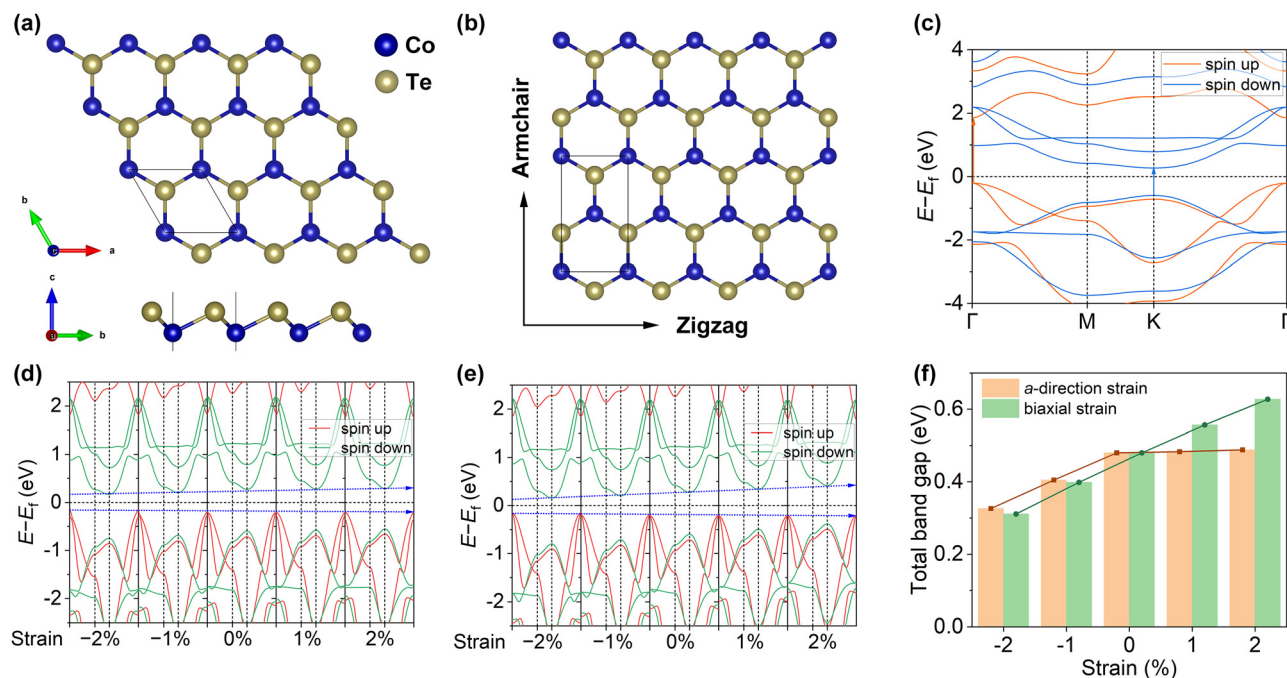 (a)
Co
Te
b
a
c
a
b
(b)
Armchair
Zigzag
(c)
E−Ef (eV)
4
2
0
-2
-4
spin up
spin down
Γ M K Γ
(d)
E−Ef (eV)
2
1
0
-1
-2
spin up
spin down
Strain -2% -1% 0% 1% 2%
(e)
E−Ef (eV)
2
1
0
-1
-2
spin up
spin down
Strain -2% -1% 0% 1% 2%
(f)
Total band gap (eV)
0.6
0.4
0.2
0.0
a-direction strain
biaxial strain
-2 -1 0 1 2
Strain (%)